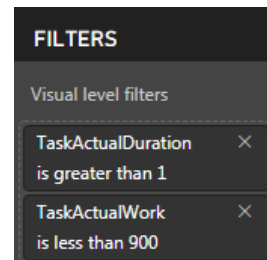 FILTERS
Visual level filters
TaskActualDuration
is greater than 1
TaskActualWork
is less than 900